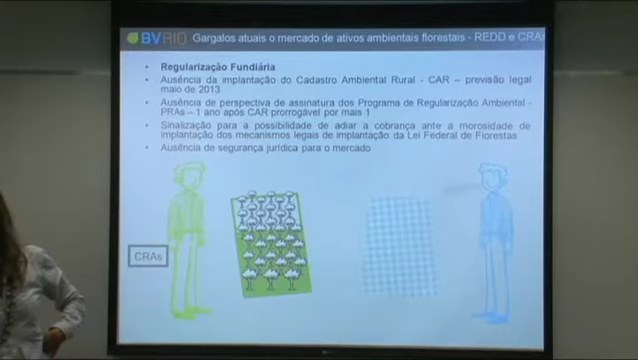 BVRIO Gargalos atuais o mercado de ativos ambientais florestais - REDD e CRAs
• Regularização Fundiária
• Ausência da implantação do Cadastro Ambiental Rural - CAR – previsão legal
maio de 2013
• Ausência de perspectiva de assinatura dos Programa de Regularização Ambiental -
PRAs – 1 ano após CAR prorrogável por mais 1
• Sinalização para a possibilidade de adiar a cobrança ante a morosidade de
implantação dos mecanismos legais de implantação da Lei Federal de Florestas
• Ausência de segurança jurídica para o mercado
CRAs